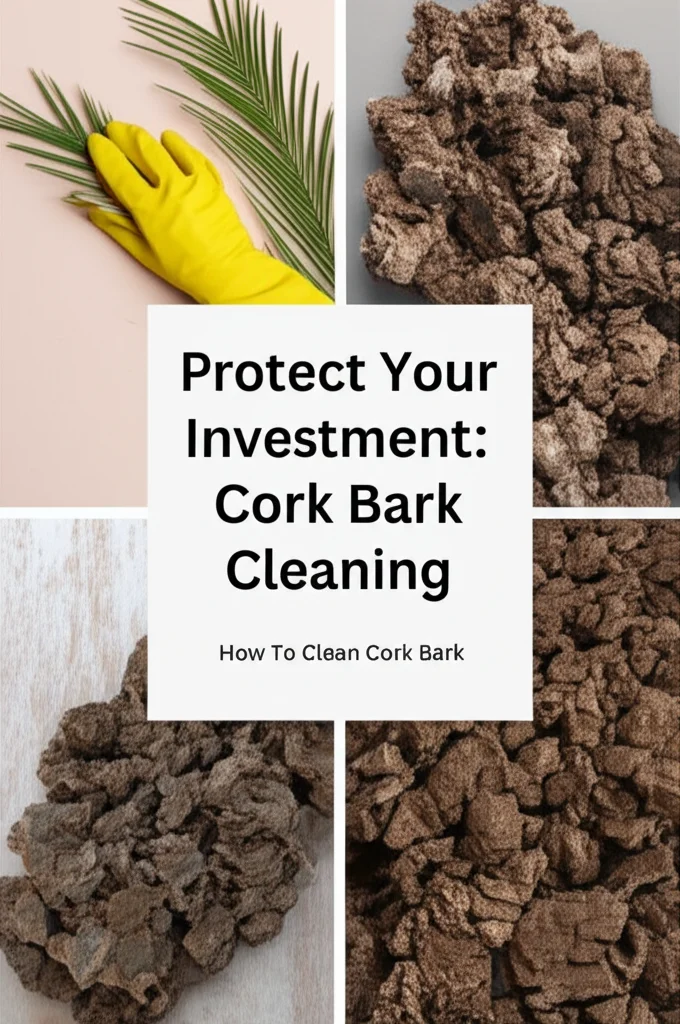 Protect Your
Investment:
Cork Bark
Cleaning
How To Clean Cork Bark